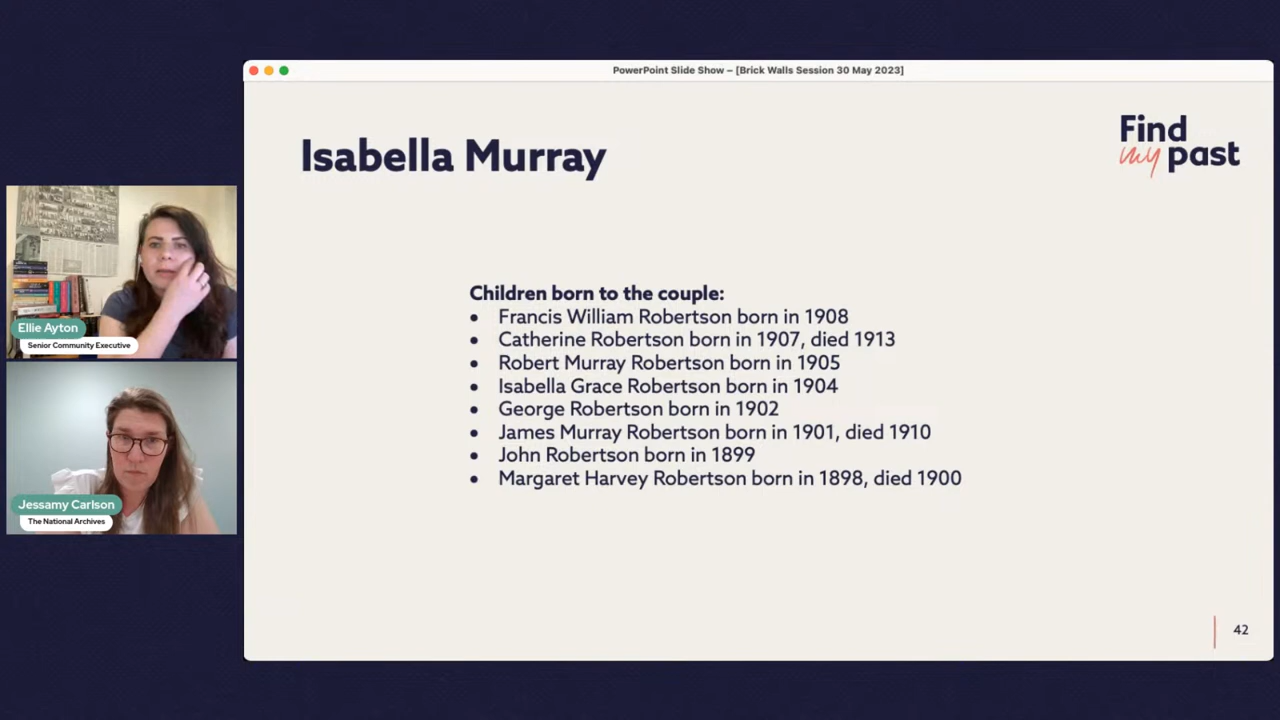 PowerPoint Slide Show – [Brick Walls Session 30 May 2023]
Isabella Murray
Find
my past
Children born to the couple:
• Francis William Robertson born in 1908
• Catherine Robertson born in 1907, died 1913
• Robert Murray Robertson born in 1905
• Isabella Grace Robertson born in 1904
• George Robertson born in 1902
• James Murray Robertson born in 1901, died 1910
• John Robertson born in 1899
• Margaret Harvey Robertson born in 1898, died 1900
42
Ellie Ayton
Senior Community Executive
Jessamy Carlson
The National Archives